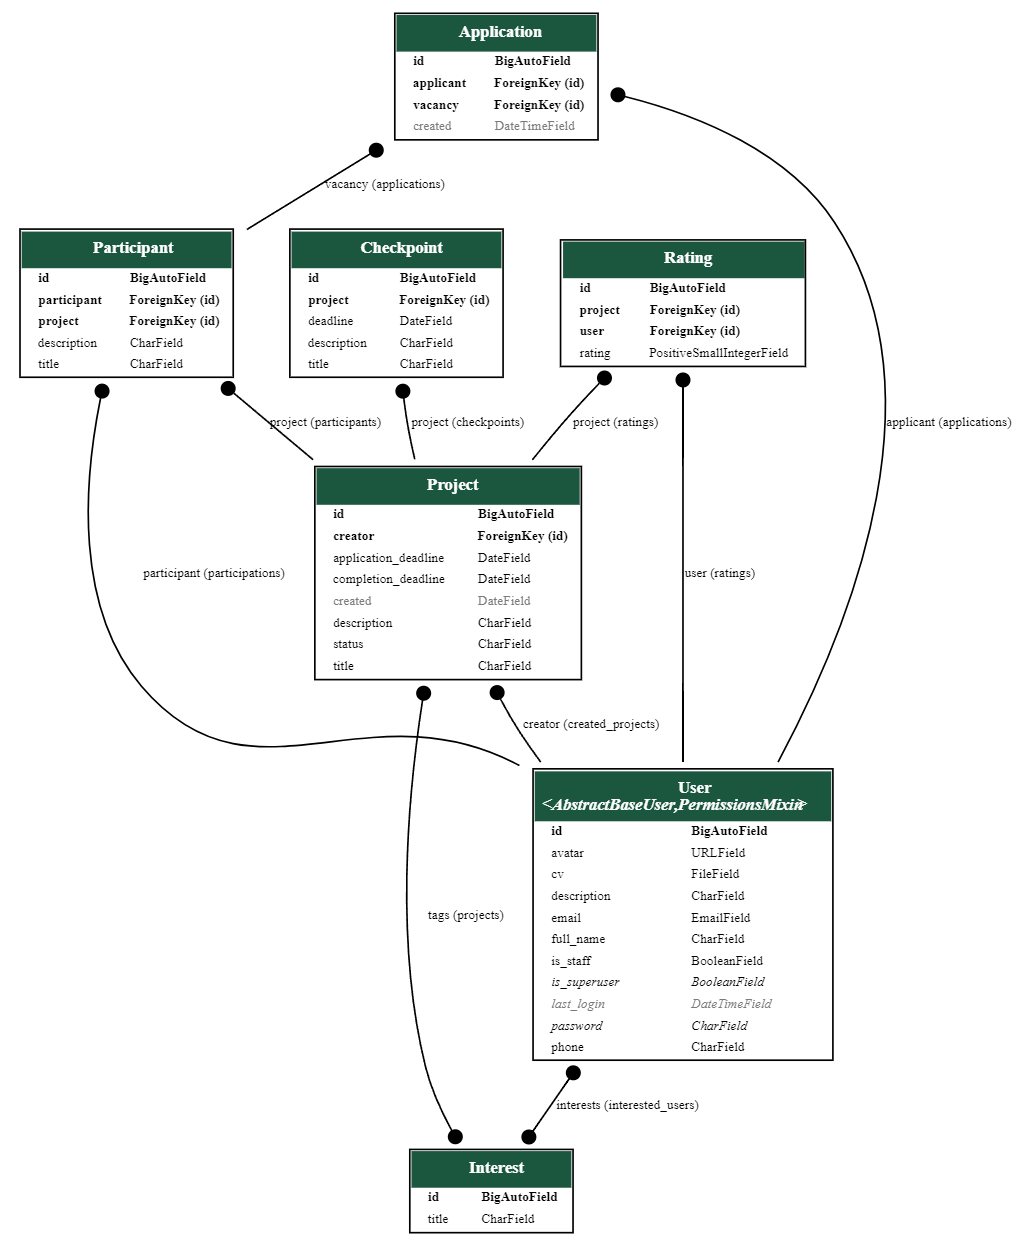 Application
id BigAutoField
applicant ForeignKey (id)
vacancy ForeignKey (id)
created DateTimeField
vacancy (applications)
Participant
id BigAutoField
participant ForeignKey (id)
project ForeignKey (id)
description CharField
title CharField
Checkpoint
id BigAutoField
project ForeignKey (id)
deadline DateField
description CharField
title CharField
Rating
id BigAutoField
project ForeignKey (id)
user ForeignKey (id)
rating PositiveSmallIntegerField
project (participants)
project (checkpoints)
project (ratings)
applicant (applications)
Project
id BigAutoField
creator ForeignKey (id)
application_deadline DateField
completion_deadline DateField
created DateField
description CharField
status CharField
title CharField
participant (participations)
user (ratings)
creator (created_projects)
User
<AbstractBaseUser,PermissionsMixin>
id BigAutoField
avatar URLField
cv FileField
description CharField
email EmailField
full_name CharField
is_staff BooleanField
is_superuser BooleanField
last_login DateTimeField
password CharField
phone CharField
tags (projects)
interests (interested_users)
Interest
id BigAutoField
title CharField